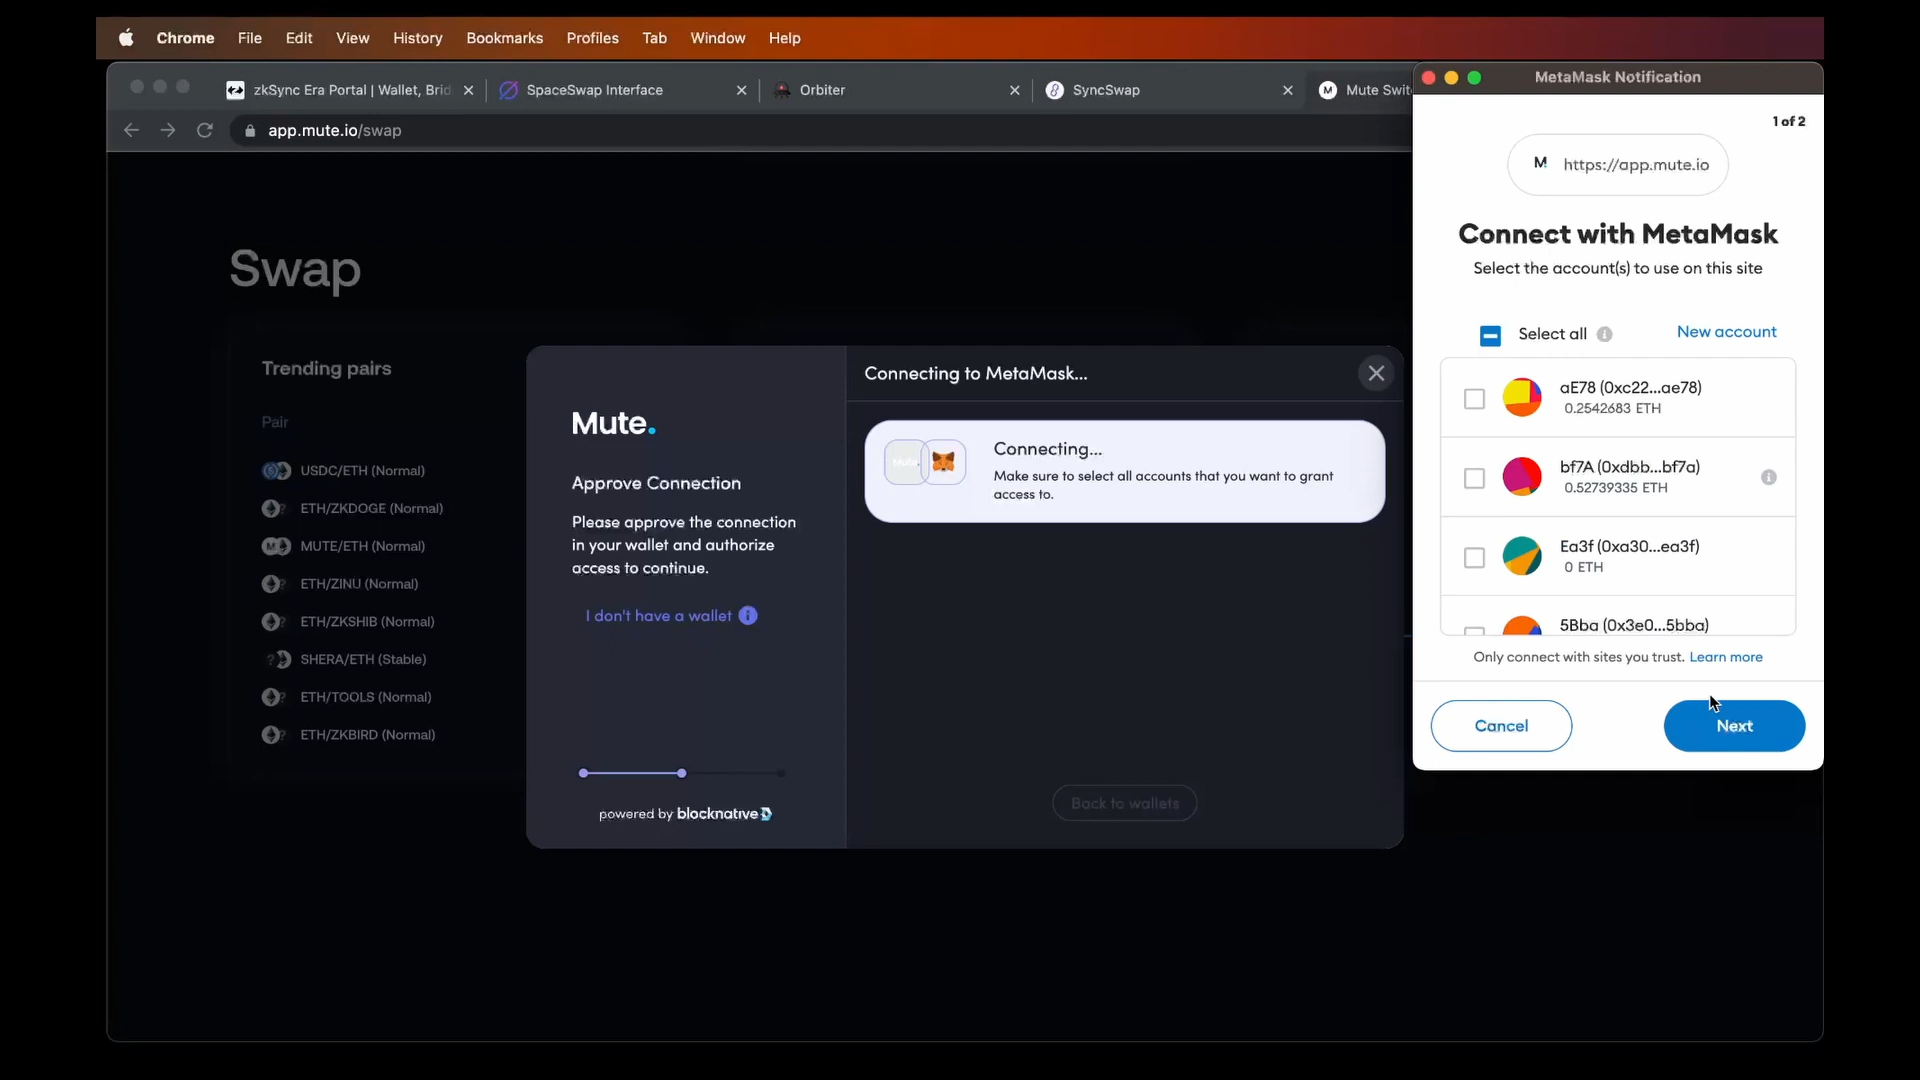 Chrome File Edit View History Bookmarks Profiles Tab Window Help
zkSync Era Portal | Wallet, Brid
SpaceSwap Interface
Orbiter
SyncSwap
Mute Swit
app.mute.io/swap
Swap
Trending pairs
Pair
USDC/ETH (Normal)
ETH/ZKDOGE (Normal)
MUTE/ETH (Normal)
ETH/ZINU (Normal)
ETH/ZKSHIB (Normal)
SHERA/ETH (Stable)
ETH/TOOLS (Normal)
ETH/ZKBIRD (Normal)
Mute.
Approve Connection
Please approve the connection
in your wallet and authorize
access to continue.
I don't have a wallet
powered by blocknative
Connecting to MetaMask...
Mute.
Connecting...
Make sure to select all accounts that you want to grant
access to.
Back to wallets
MetaMask Notification
1 of 2
M https://app.mute.io
Connect with MetaMask
Select the account(s) to use on this site
Select all
New account
aE78 (0xc22...ae78)
0.2542683 ETH
bf7A (0xdbb...bf7a)
0.52739335 ETH
Ea3f (0xa30...ea3f)
0 ETH
5Bba (0x3e0...5bba)
Only connect with sites you trust. Learn more
Cancel
Next